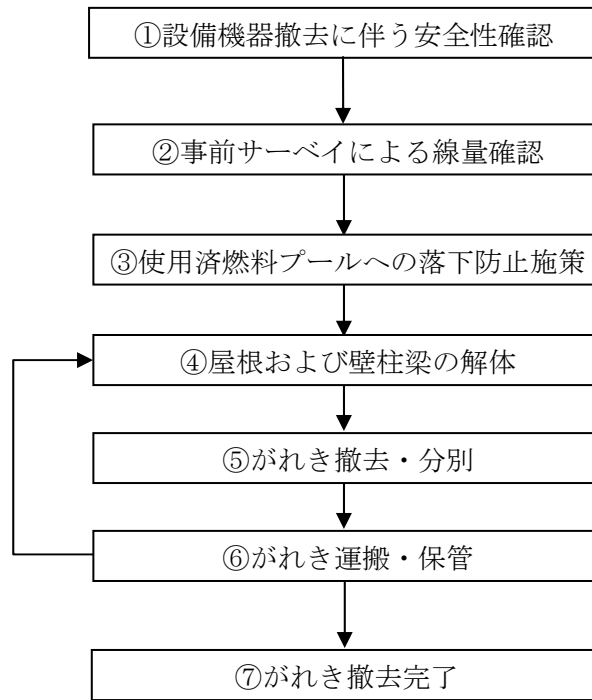 ①設備機器撤去に伴う安全性確認
②事前サーベイによる線量確認
③使用済燃料プールへの落下防止施策
④屋根および壁柱梁の解体
⑤がれき撤去・分別
⑥がれき運搬・保管
⑦がれき撤去完了